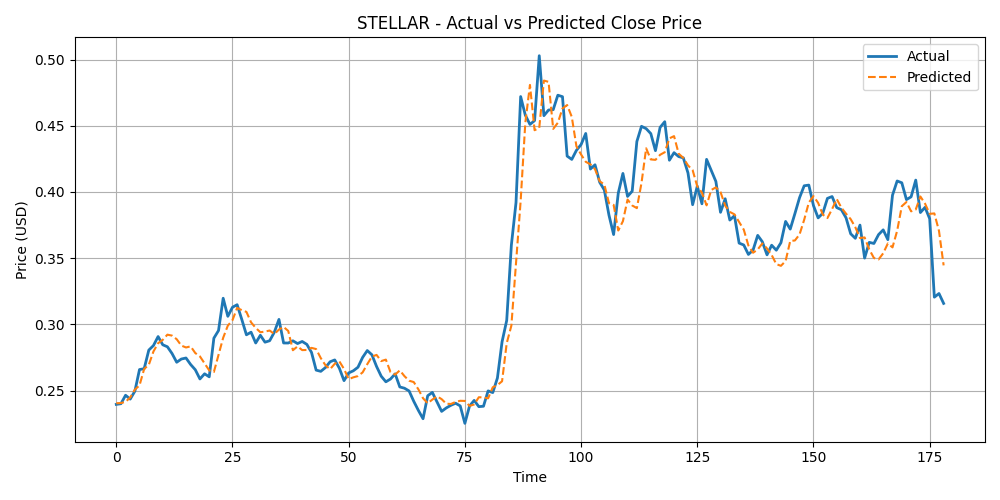 STELLAR - Actual vs Predicted Close Price
Actual
Predicted
Price (USD)
0.50
0.45
0.40
0.35
0.30
0.25
0 25 50 75 100 125 150 175
Time